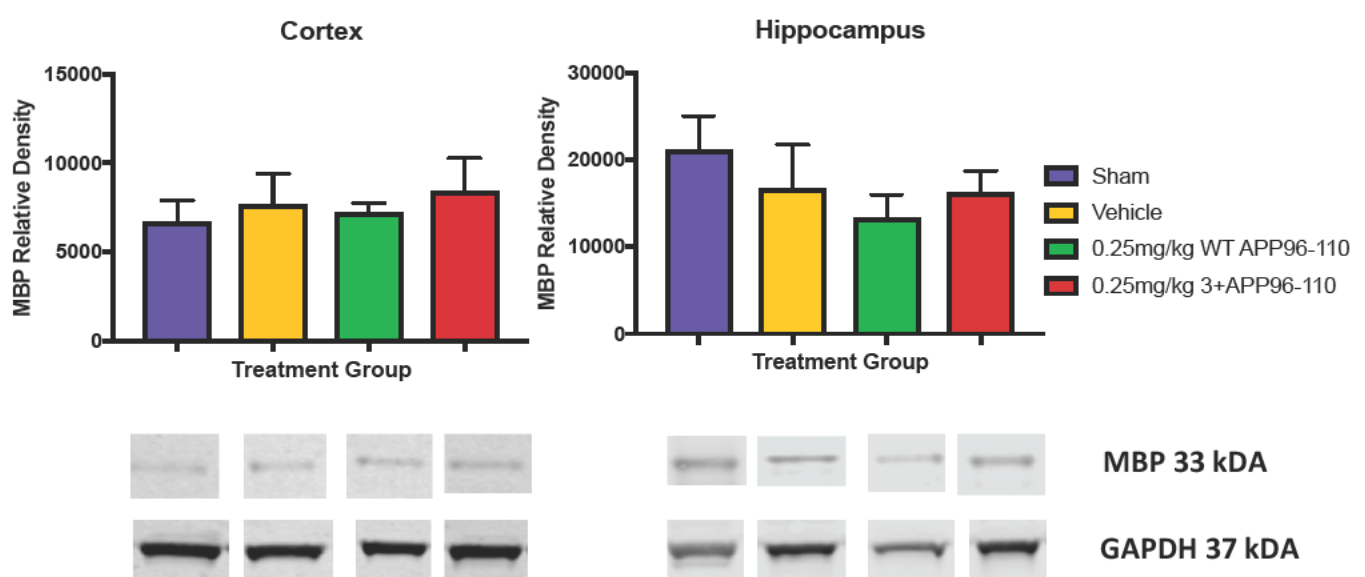 Cortex
MBP Relative Density
15000
10000
5000
0
Treatment Group
Hippocampus
MBP Relative Density
30000
20000
10000
0
Treatment Group
Sham
Vehicle
0.25mg/kg WT APP96-110
0.25mg/kg 3+APP96-110
MBP 33 kDA
GAPDH 37 kDA